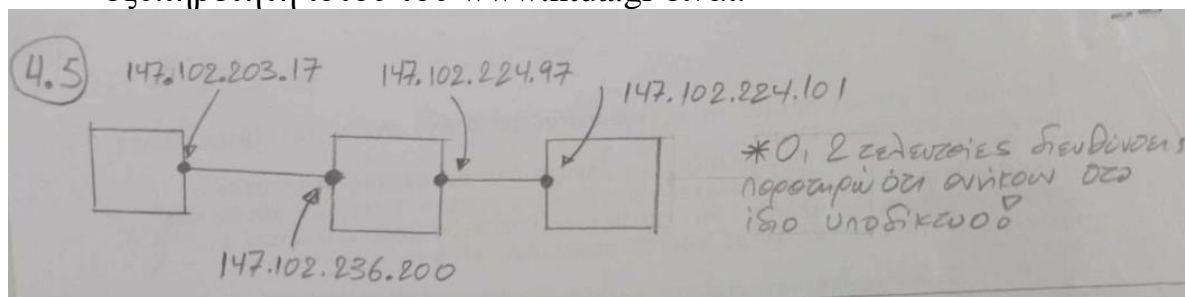 4.5
147.102.203.17
147.102.224.97
147.102.224.101
147.102.236.200
*Οι 2 τελευταίες διευθύνσεις
παρατηρώ ότι ανήκουν στο
ίδιο υποδίκτυο!